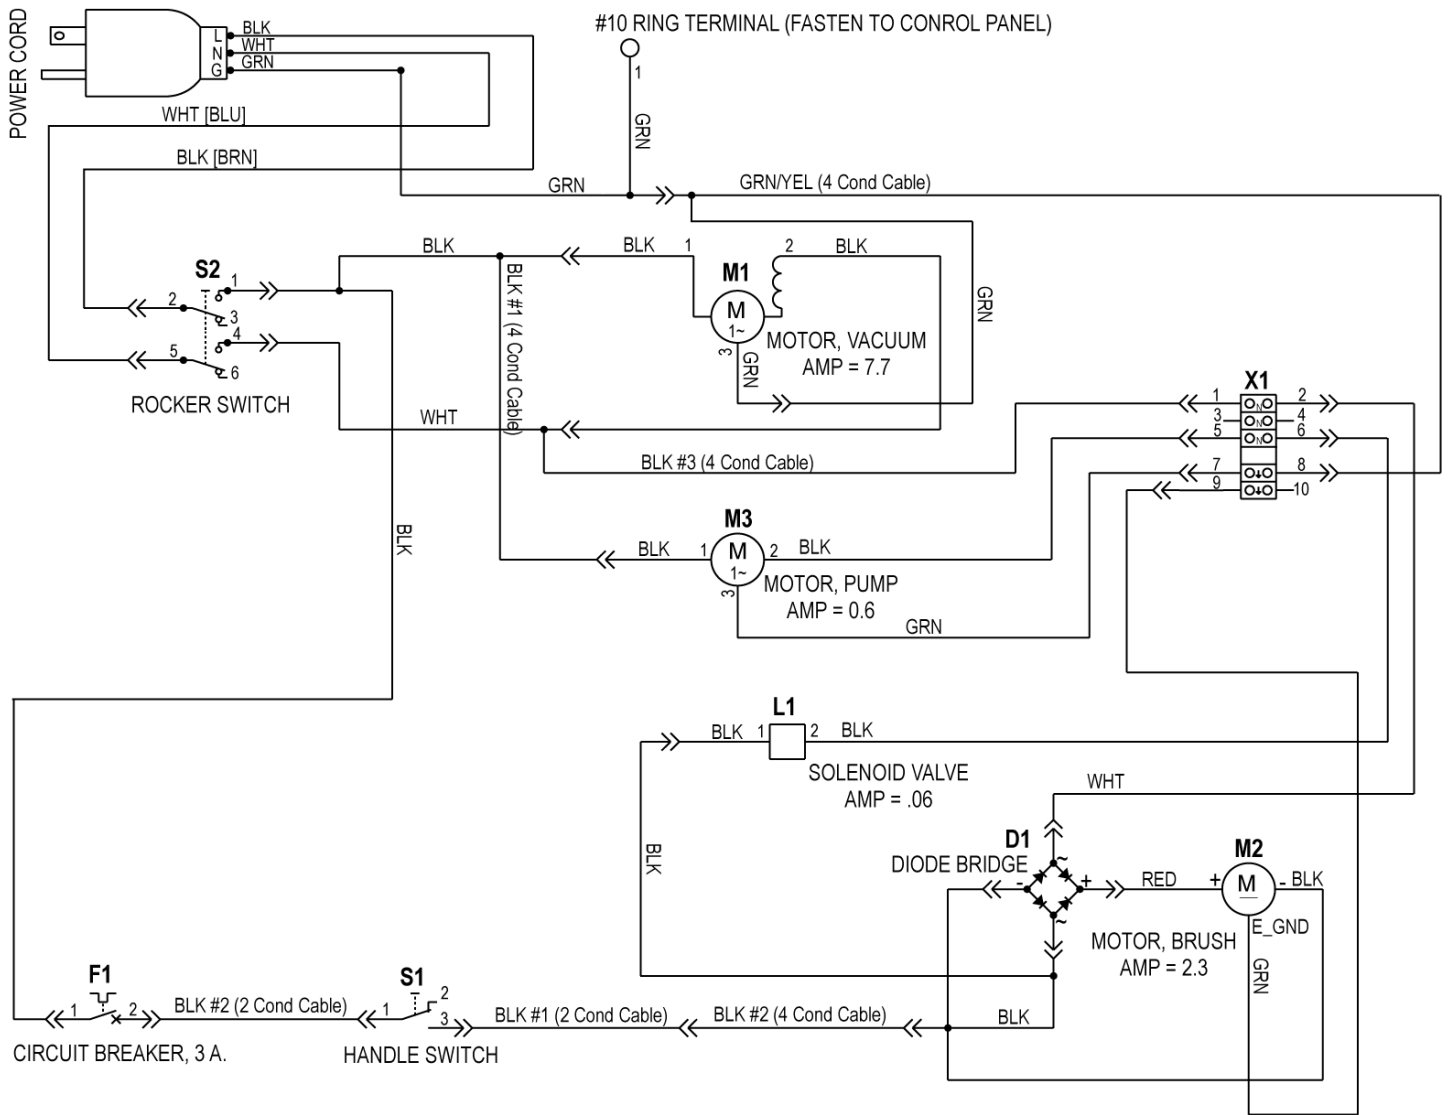 #10 RING TERMINAL (FASTEN TO CONROL PANEL)
POWER CORD
L
BLK
N
WHT
G
GRN
1
GRN
WHT [BLU]
BLK [BRN]
GRN
GRN/YEL (4 Cond Cable)
BLK
BLK
1
2
BLK
S2
1
2
3
4
5
6
ROCKER SWITCH
BLK #1 (4 Cond Cable)
M1
M
1~
3
GRN
MOTOR, VACUUM
AMP = 7.7
GRN
WHT
BLK #3 (4 Cond Cable)
X1
1
N
2
3
N
4
5
N
6
7
8
9
10
BLK
M3
BLK
1
M
1~
2
BLK
3
MOTOR, PUMP
AMP = 0.6
GRN
L1
BLK
1
2
BLK
SOLENOID VALVE
AMP = .06
WHT
BLK
D1
DIODE BRIDGE
~
-
+
~
RED
M2
+
M
-
BLK
E_GND
MOTOR, BRUSH
AMP = 2.3
GRN
F1
1
2
BLK #2 (2 Cond Cable)
CIRCUIT BREAKER, 3 A.
S1
1
2
3
HANDLE SWITCH
BLK #1 (2 Cond Cable)
BLK #2 (4 Cond Cable)
BLK